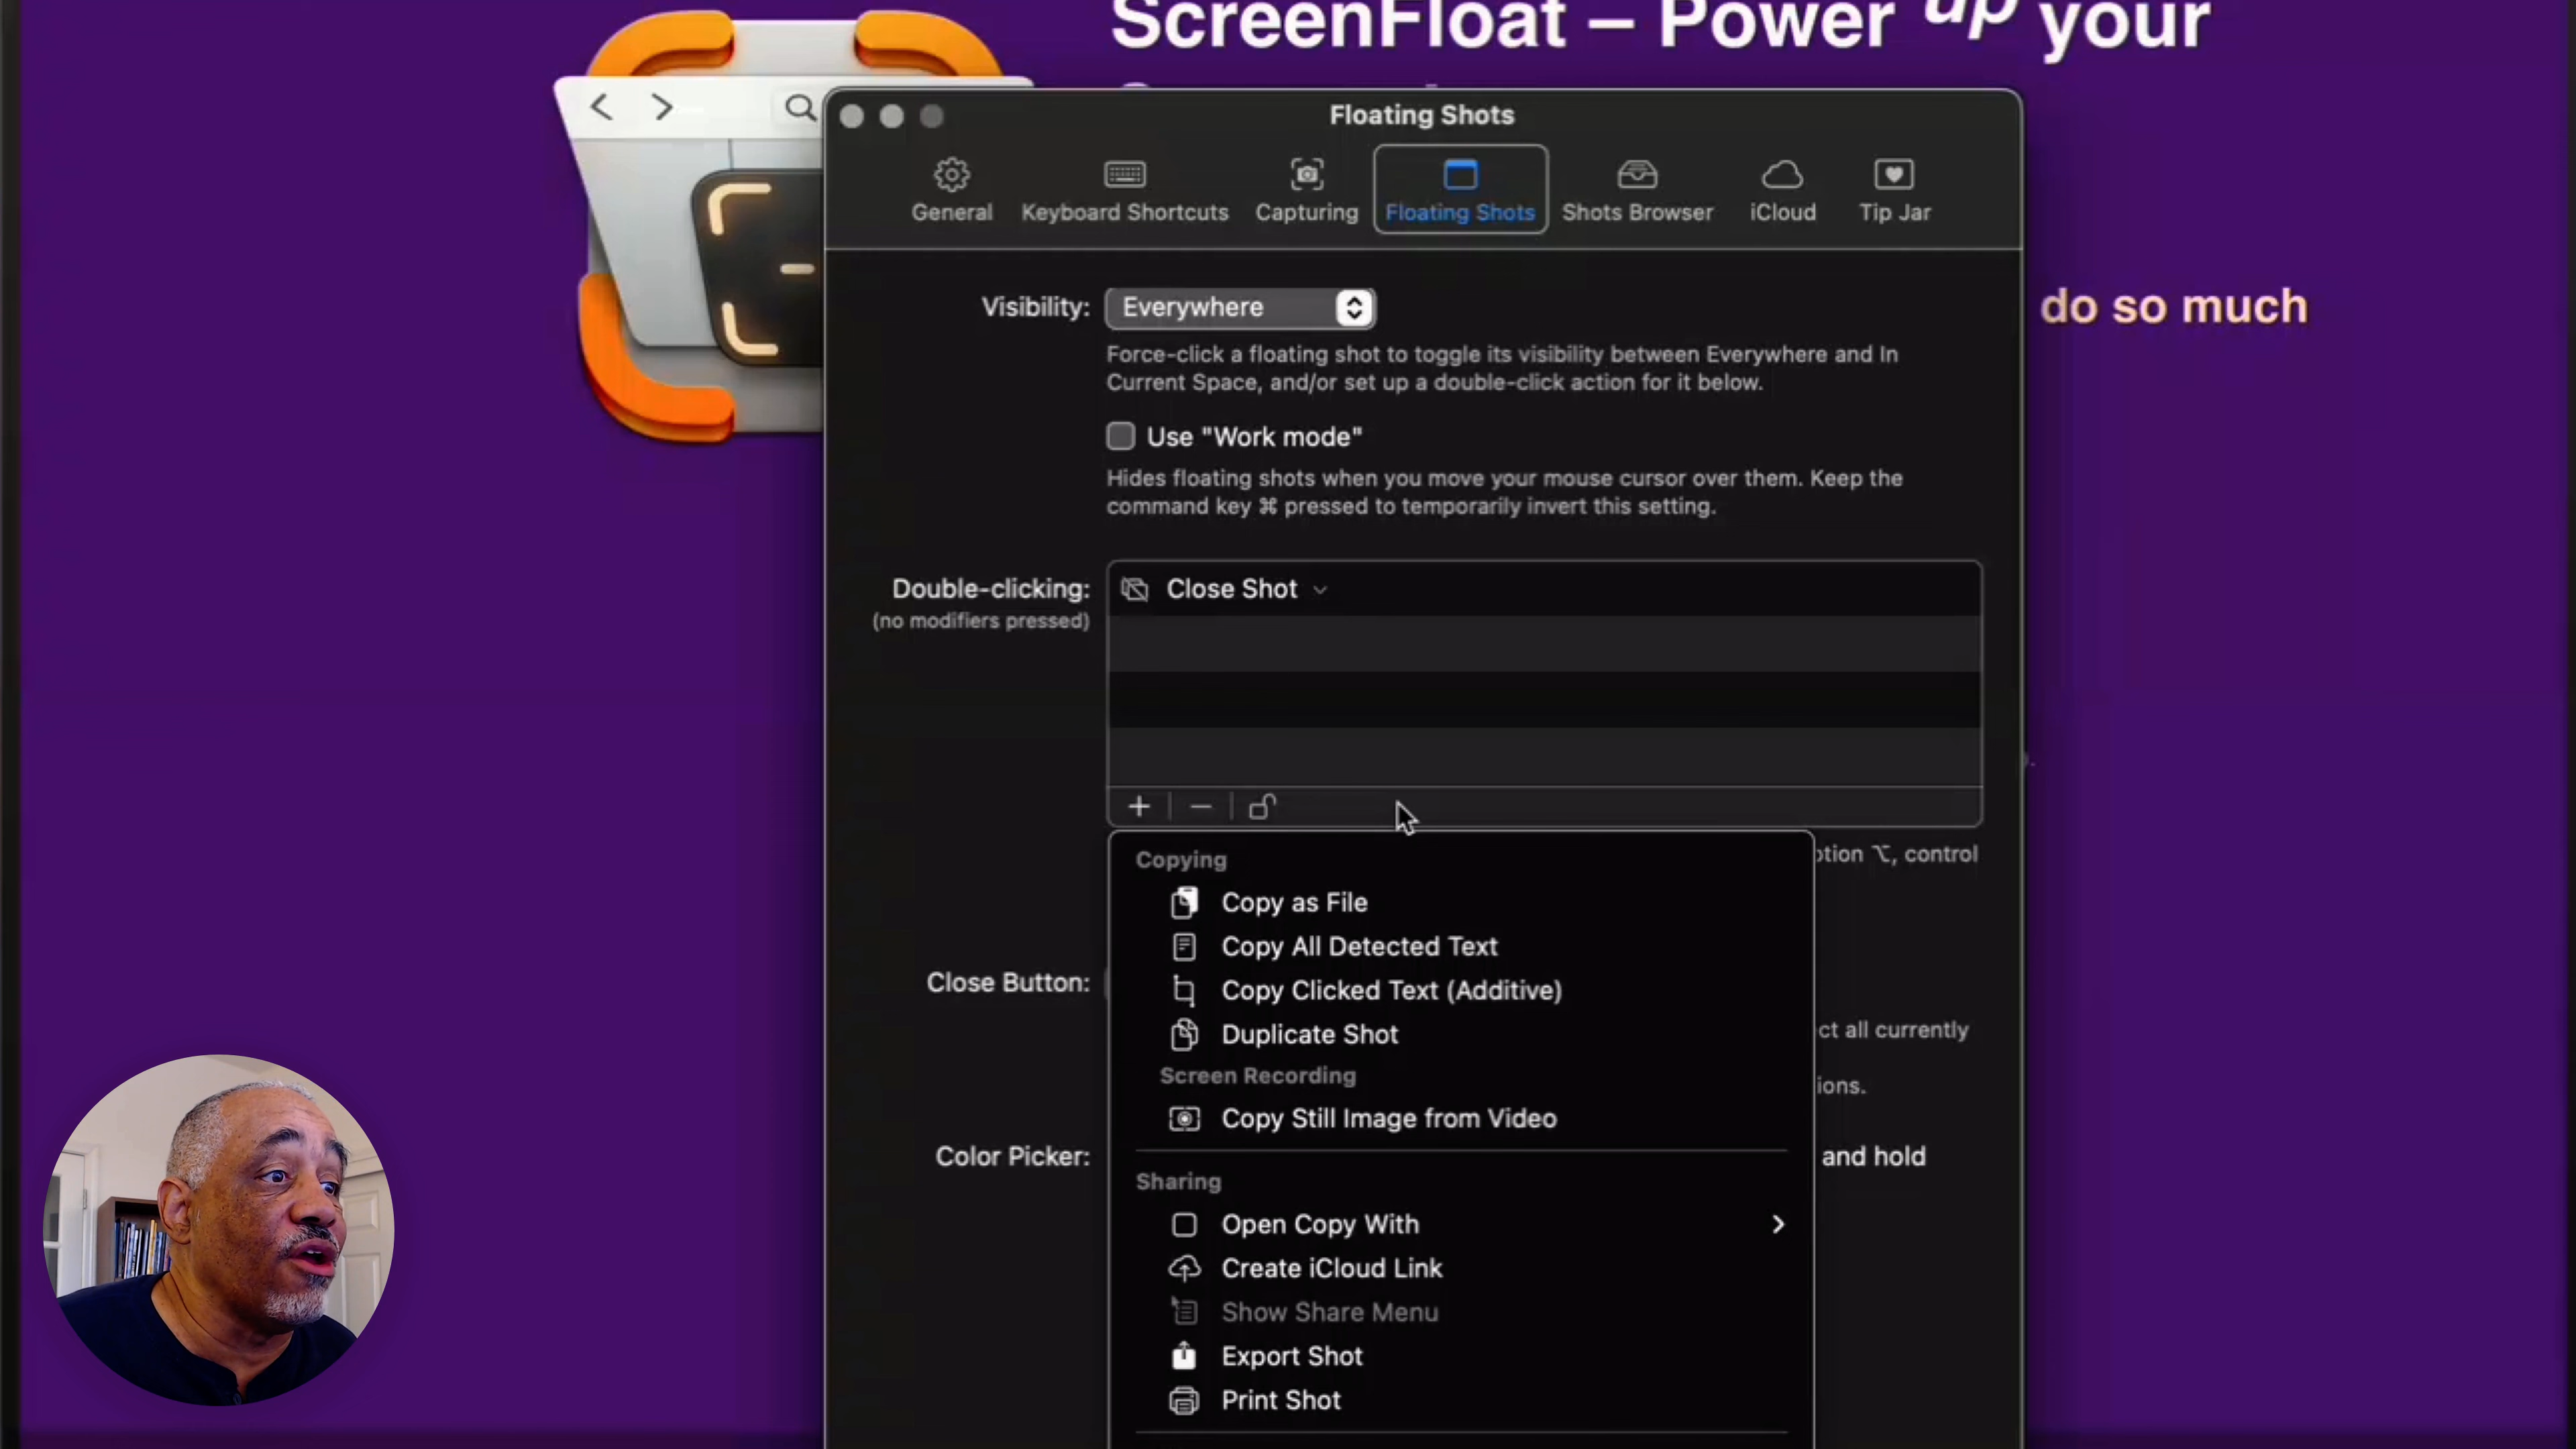 ScreenFloat – Power up your
Floating Shots
General
Keyboard Shortcuts
Capturing
Floating Shots
Shots Browser
iCloud
Tip Jar
do so much
Visibility:
Everywhere
Force-click a floating shot to toggle its visibility between Everywhere and In
Current Space, and/or set up a double-click action for it below.
Use "Work mode"
Hides floating shots when you move your mouse cursor over them. Keep the
command key ⌘ pressed to temporarily invert this setting.
Double-clicking:
(no modifiers pressed)
Close Shot
Copying
ption ⌥, control
Copy as File
Copy All Detected Text
Close Button:
Copy Clicked Text (Additive)
Duplicate Shot
ct all currently
Screen Recording
ions.
Copy Still Image from Video
Color Picker:
and hold
Sharing
Open Copy With
Create iCloud Link
Show Share Menu
Export Shot
Print Shot